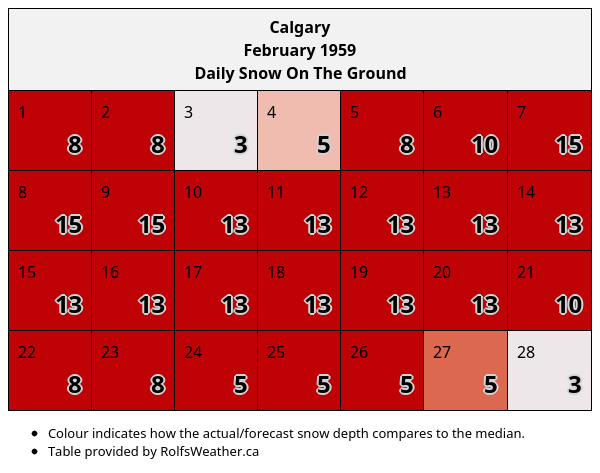 Calgary
February 1959
Daily Snow On The Ground
1 2 3 4 5 6 7
8 8 3 5 8 10 15
8 9 10 11 12 13 14
15 15 13 13 13 13 13
15 16 17 18 19 20 21
13 13 13 13 13 13 10
22 23 24 25 26 27 28
8 8 5 5 5 5 3
• Colour indicates how the actual/forecast snow depth compares to the median.
• Table provided by RolfsWeather.ca